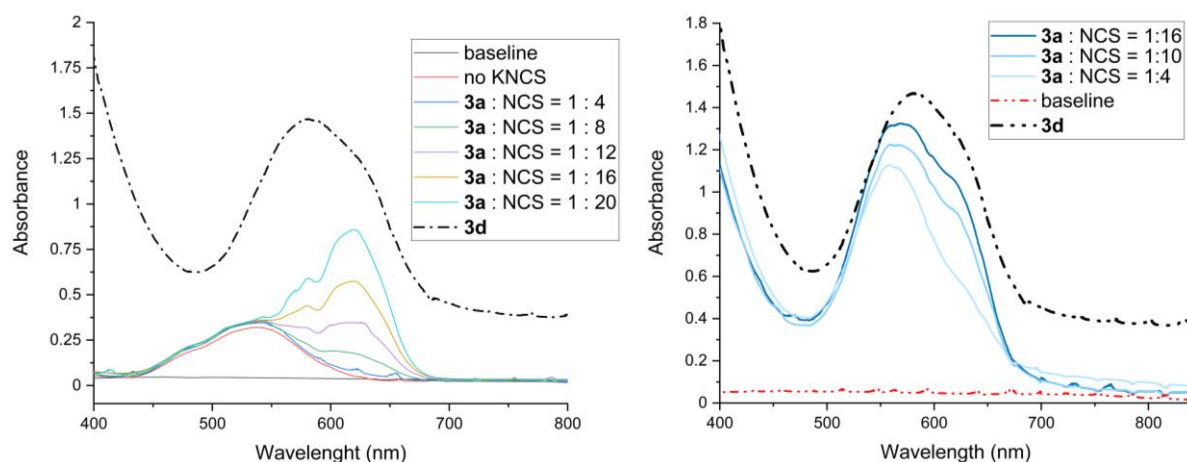 2
1.75
1.5
1.25
1
0.75
0.5
0.25
0
Absorbance
400 500 600 700 800
Wavelenght (nm)
baseline
no KNCS
3a : NCS = 1 : 4
3a : NCS = 1 : 8
3a : NCS = 1 : 12
3a : NCS = 1 : 16
3a : NCS = 1 : 20
3d
1.8
1.6
1.4
1.2
1
0.8
0.6
0.4
0.2
0
Absorbance
400 500 600 700 800
Wavelength (nm)
3a : NCS = 1:16
3a : NCS = 1:10
3a : NCS = 1:4
baseline
3d